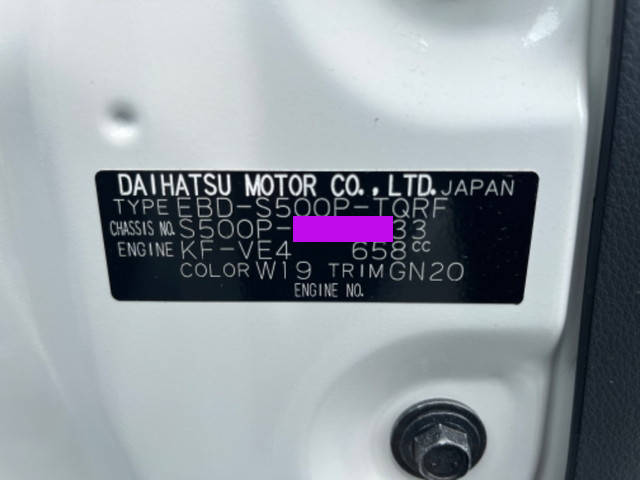 DAIHATSU MOTOR CO., LTD. JAPAN
TYPE EBD-S500P-TQRF
CHASSIS NO. S500P- 33
ENGINE KF-VE4 658CC
COLOR W19 TRIM GN20
ENGINE NO.